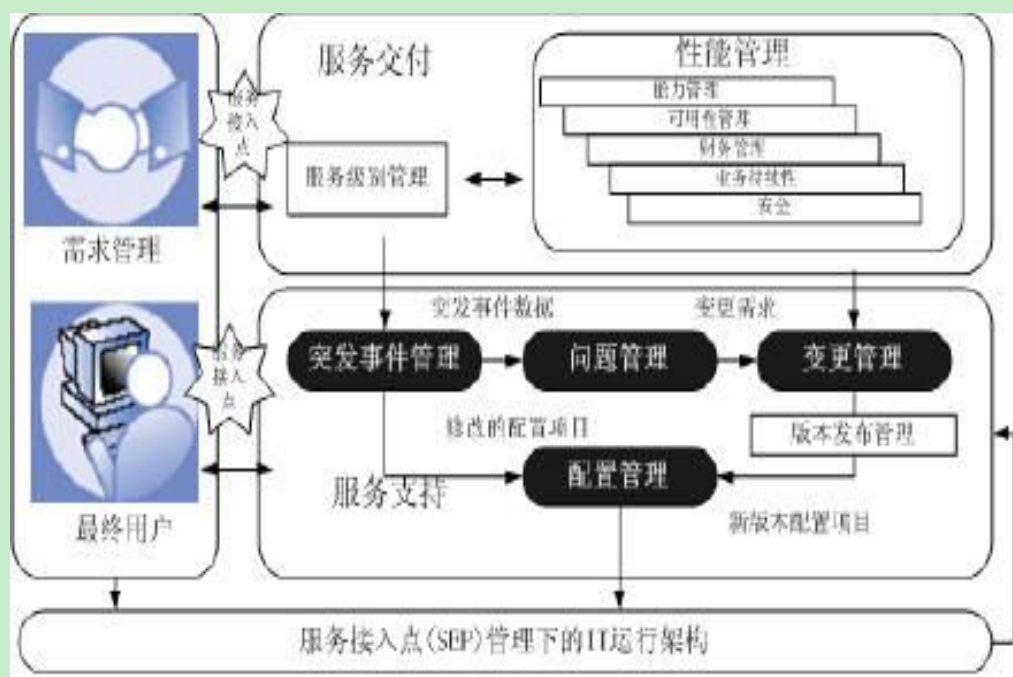 服务交付
性能管理
能力管理
可用性管理
财务管理
业务持续性
安全
服务
接入
点
服务级别管理
需求管理
突发事件数据
变更需求
服务
接入
点
突发事件管理
问题管理
变更管理
修改的配置项目
版本发布管理
配置管理
服务支持
新版本配置项目
最终用户
服务接入点(SEP)管理下的IT运行架构